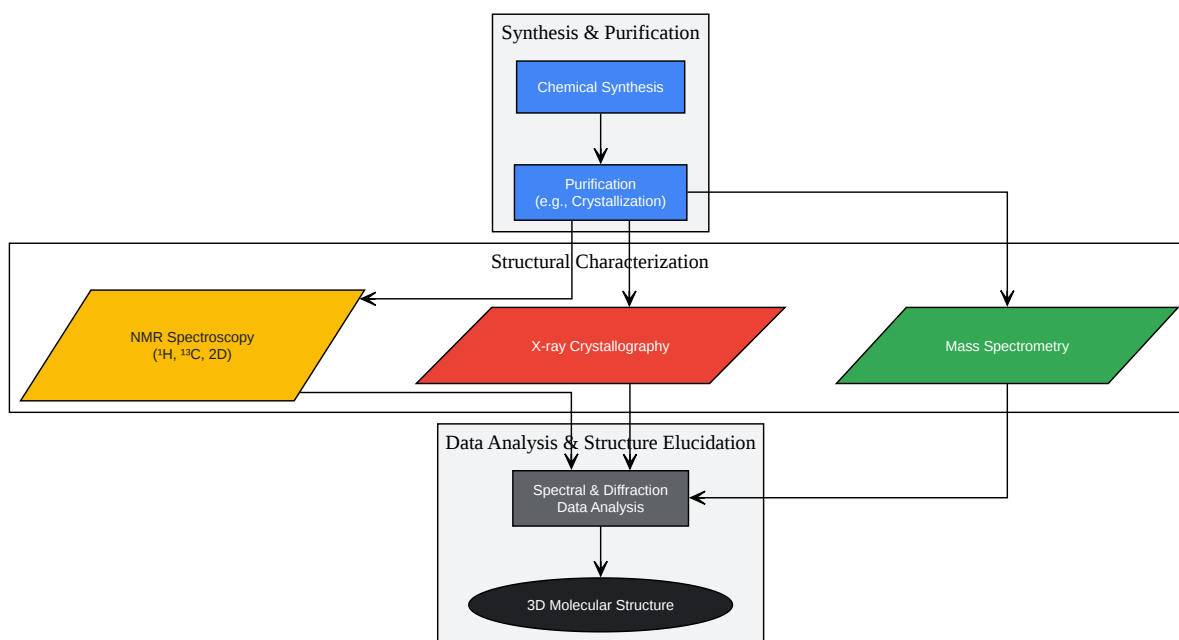 Synthesis & Purification
Chemical Synthesis
Purification
(e.g., Crystallization)
Structural Characterization
NMR Spectroscopy
(¹H, ¹³C, 2D)
X-ray Crystallography
Mass Spectrometry
Data Analysis & Structure Elucidation
Spectral & Diffraction
Data Analysis
3D Molecular Structure